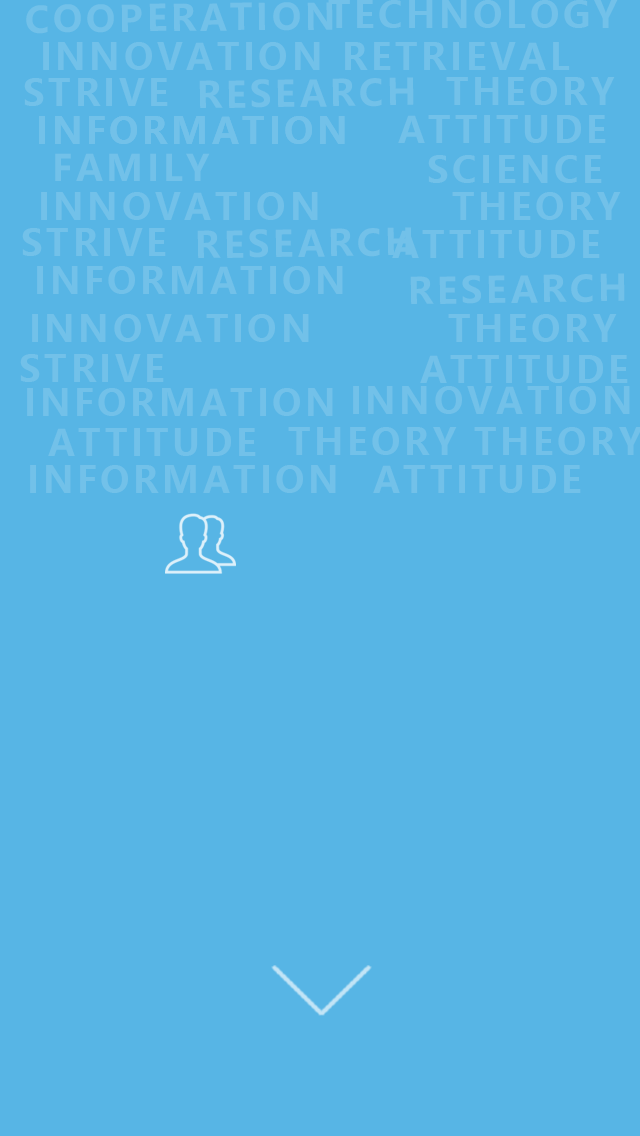 COOPERATION TECHNOLOGY
INNOVATION RETRIEVAL
STRIVE RESEARCH THEORY
INFORMATION ATTITUDE
FAMILY SCIENCE
INNOVATION THEORY
STRIVE RESEARCH ATTITUDE
INFORMATION RESEARCH
INNOVATION THEORY
STRIVE ATTITUDE
INFORMATION INNOVATION
ATTITUDE THEORY THEORY
INFORMATION ATTITUDE